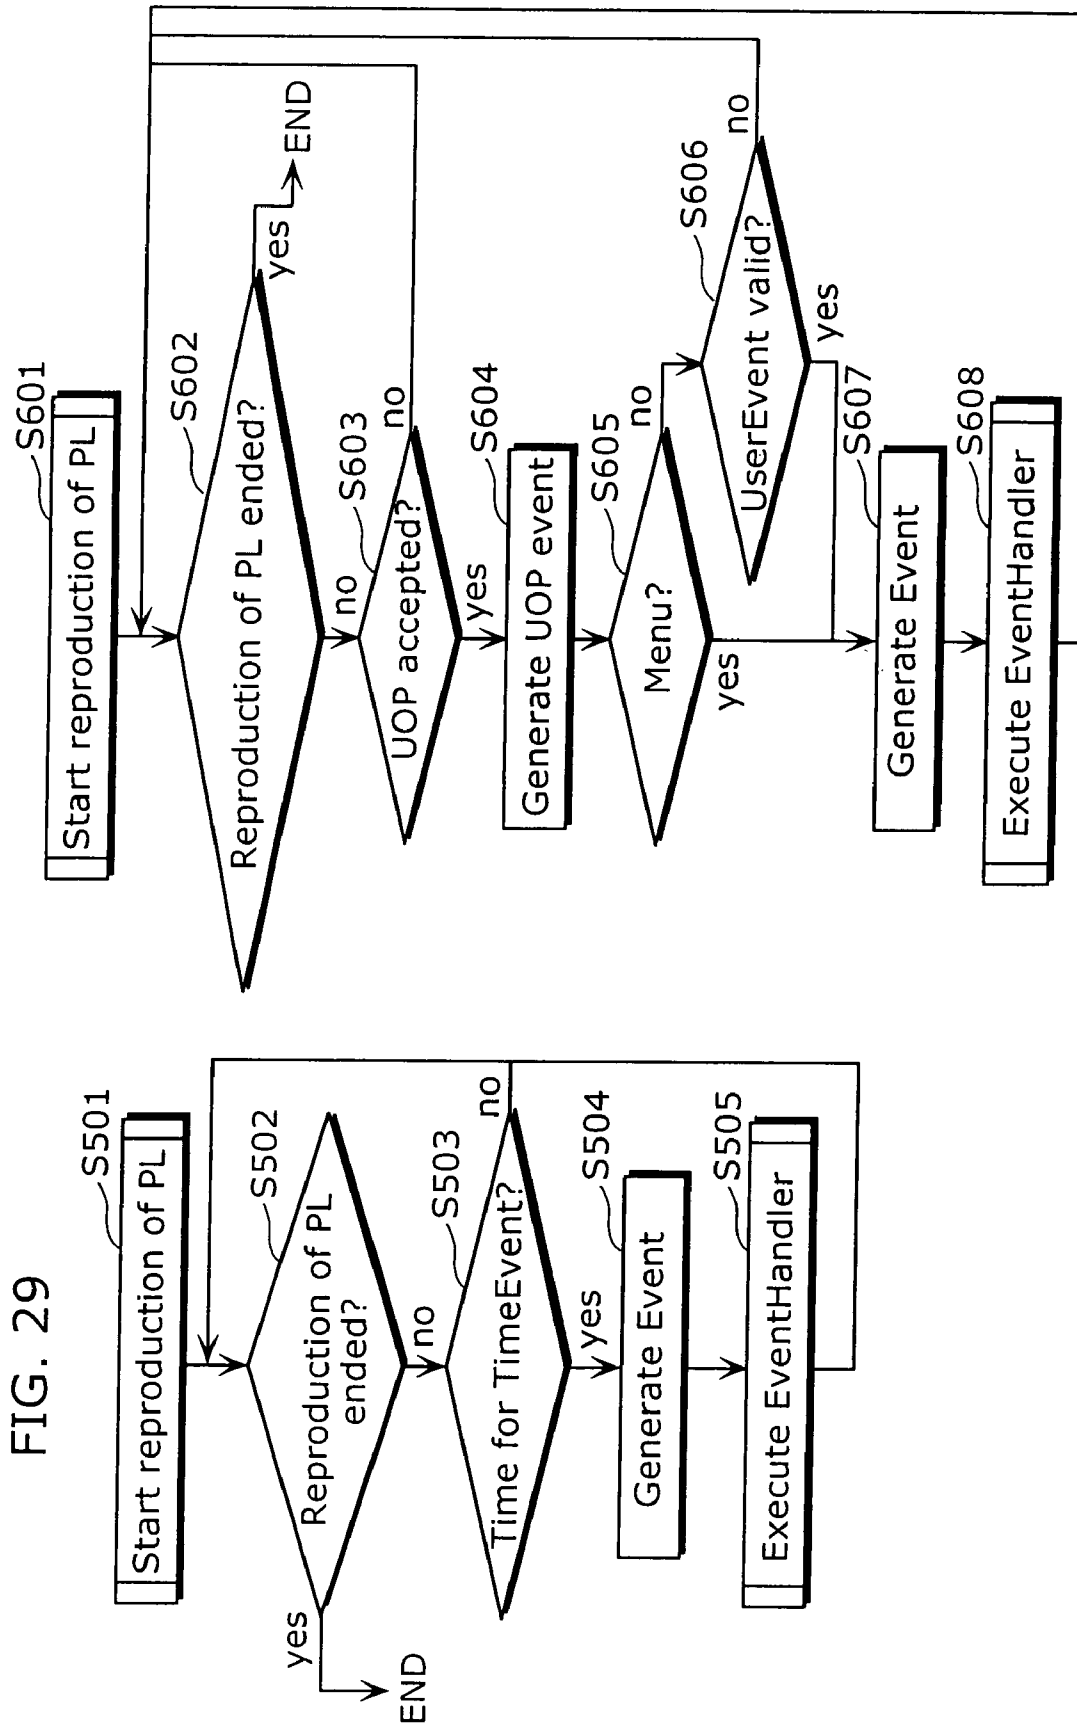 FIG. 29
S501
Start reproduction of PL
S502
Reproduction of PL
ended?
yes
END
no
S503
Time for TimeEvent?
no
yes
S504
Generate Event
S505
Execute EventHandler
S601
Start reproduction of PL
S602
Reproduction of PL ended?
yes
END
no
S603
UOP accepted?
no
yes
S604
Generate UOP event
S605
Menu?
no
yes
S606
UserEvent valid?
no
yes
S607
Generate Event
S608
Execute EventHandler